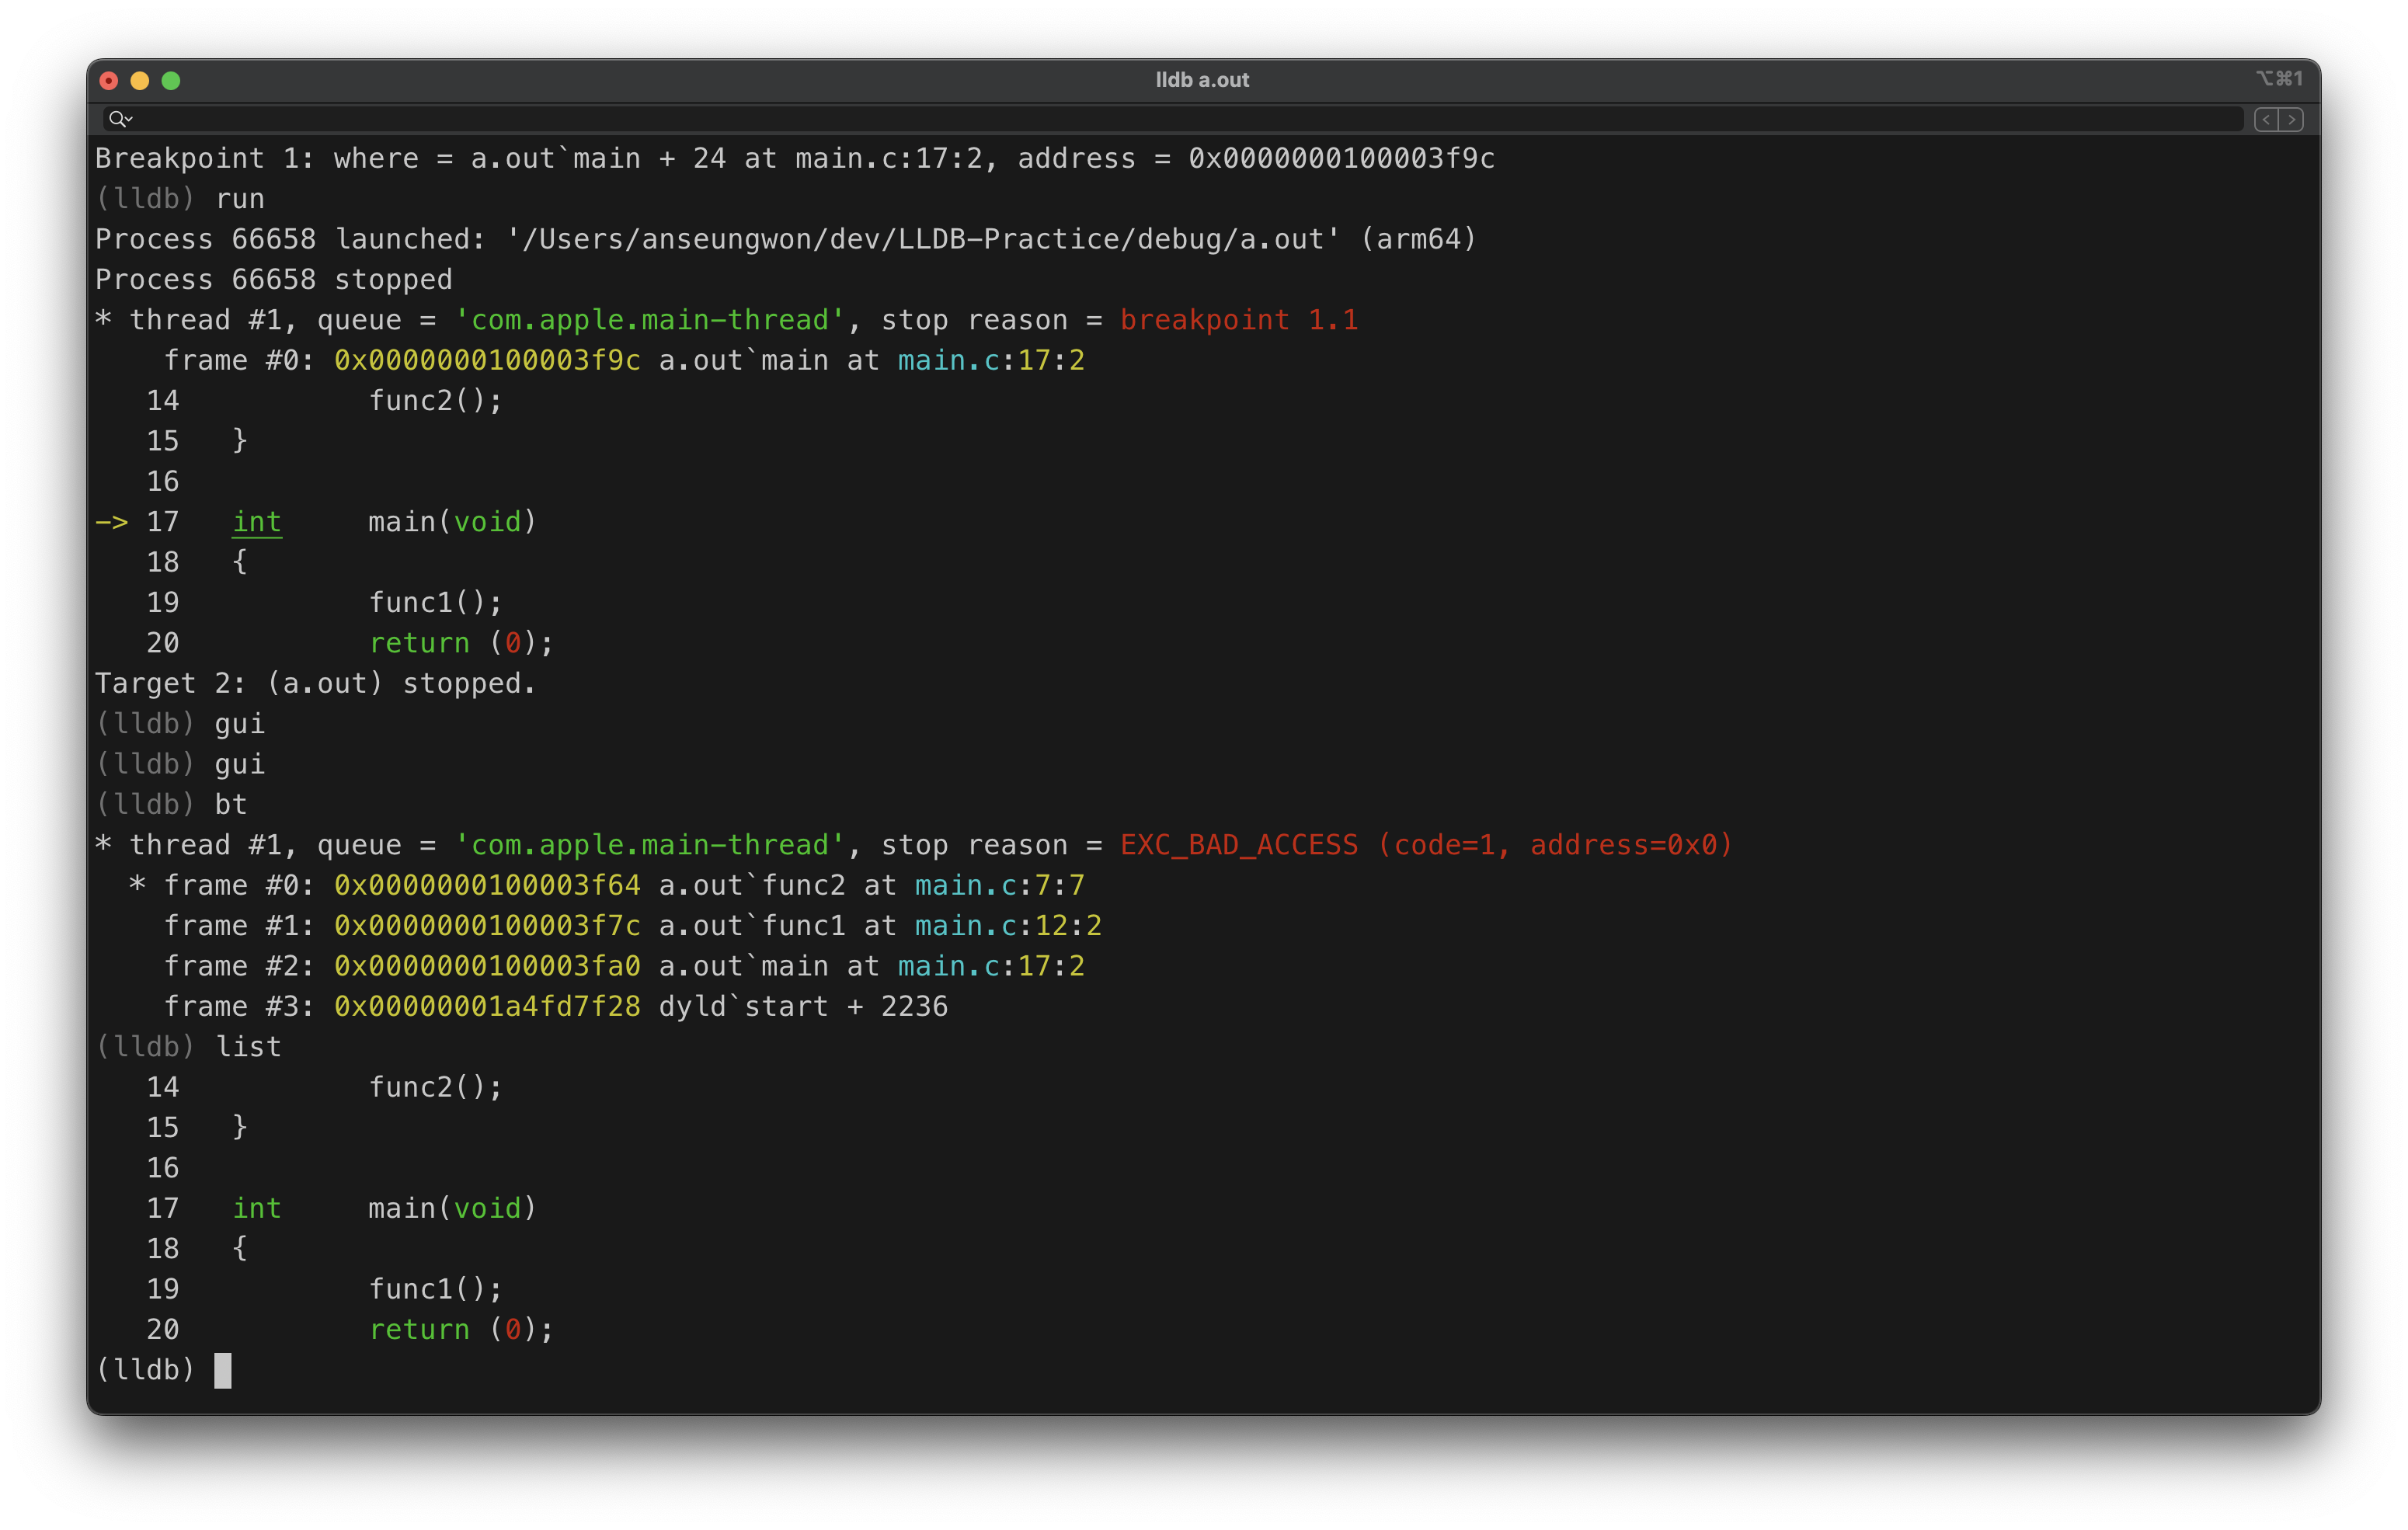 lldb a.out
⌥⌘1
Breakpoint 1: where = a.out`main + 24 at main.c:17:2, address = 0x0000000100003f9c
(lldb) run
Process 66658 launched: '/Users/anseungwon/dev/LLDB-Practice/debug/a.out' (arm64)
Process 66658 stopped
* thread #1, queue = 'com.apple.main-thread', stop reason = breakpoint 1.1
    frame #0: 0x0000000100003f9c a.out`main at main.c:17:2
   14           func2();
   15   }
   16
-> 17   int     main(void)
   18   {
   19           func1();
   20           return (0);
Target 2: (a.out) stopped.
(lldb) gui
(lldb) gui
(lldb) bt
* thread #1, queue = 'com.apple.main-thread', stop reason = EXC_BAD_ACCESS (code=1, address=0x0)
  * frame #0: 0x0000000100003f64 a.out`func2 at main.c:7:7
    frame #1: 0x0000000100003f7c a.out`func1 at main.c:12:2
    frame #2: 0x0000000100003fa0 a.out`main at main.c:17:2
    frame #3: 0x00000001a4fd7f28 dyld`start + 2236
(lldb) list
   14           func2();
   15   }
   16
   17   int     main(void)
   18   {
   19           func1();
   20           return (0);
(lldb)